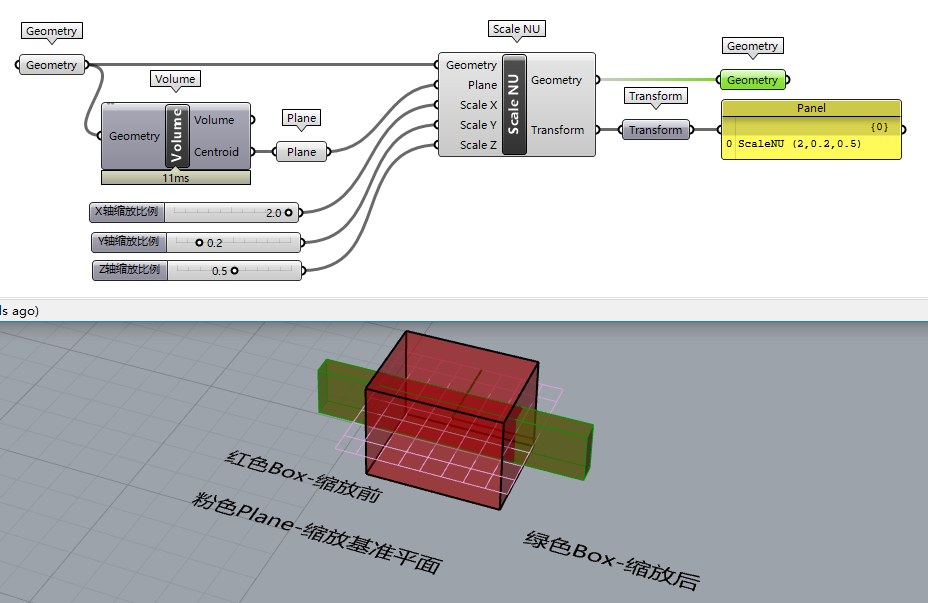 Geometry
Scale NU
Geometry
Geometry
Volume
Geometry
Volume
Volume
Centroid
11ms
Plane
Plane
Geometry
Plane
Scale X
Scale Y
Scale Z
Scale NU
Geometry
Transform
Transform
Transform
Geometry
Panel
{0}
0 ScaleNU (2,0.2,0.5)
X轴缩放比例 2.0
Y轴缩放比例 0.2
Z轴缩放比例 0.5
ago)
红色Box-缩放前
粉色Plane-缩放基准平面
绿色Box-缩放后